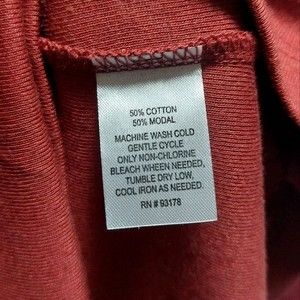 50% COTTON
50% MODAL
MACHINE WASH COLD
GENTLE CYCLE
ONLY NON-CHLORINE
BLEACH WHEEN NEEDED,
TUMBLE DRY LOW,
COOL IRON AS NEEDED.
RN # 93178